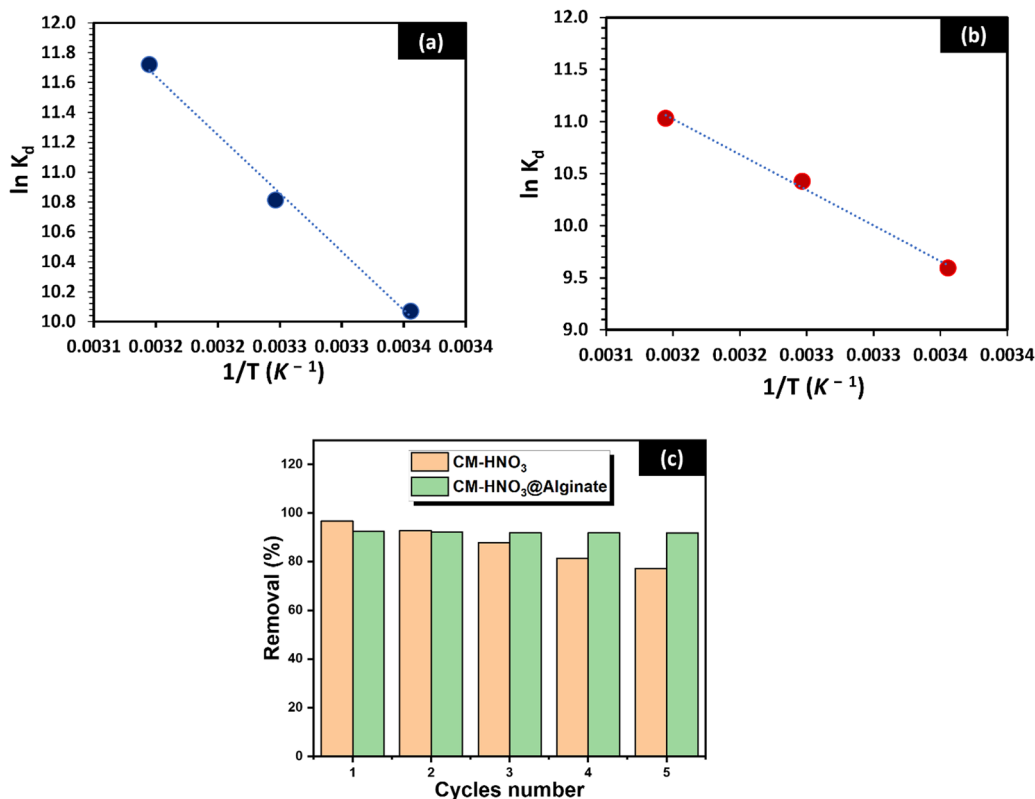 (a)
12.0
11.8
11.6
11.4
11.2
11.0
10.8
10.6
10.4
10.2
10.0
ln K_d
0.0031 0.0032 0.0032 0.0033 0.0033 0.0034 0.0034
1/T (K⁻¹)
(b)
12.0
11.5
11.0
10.5
10.0
9.5
9.0
ln K_d
0.0031 0.0032 0.0032 0.0033 0.0033 0.0034 0.0034
1/T (K⁻¹)
(c)
CM-HNO₃
CM-HNO₃@Alginate
120
100
80
60
40
20
0
Removal (%)
1 2 3 4 5
Cycles number